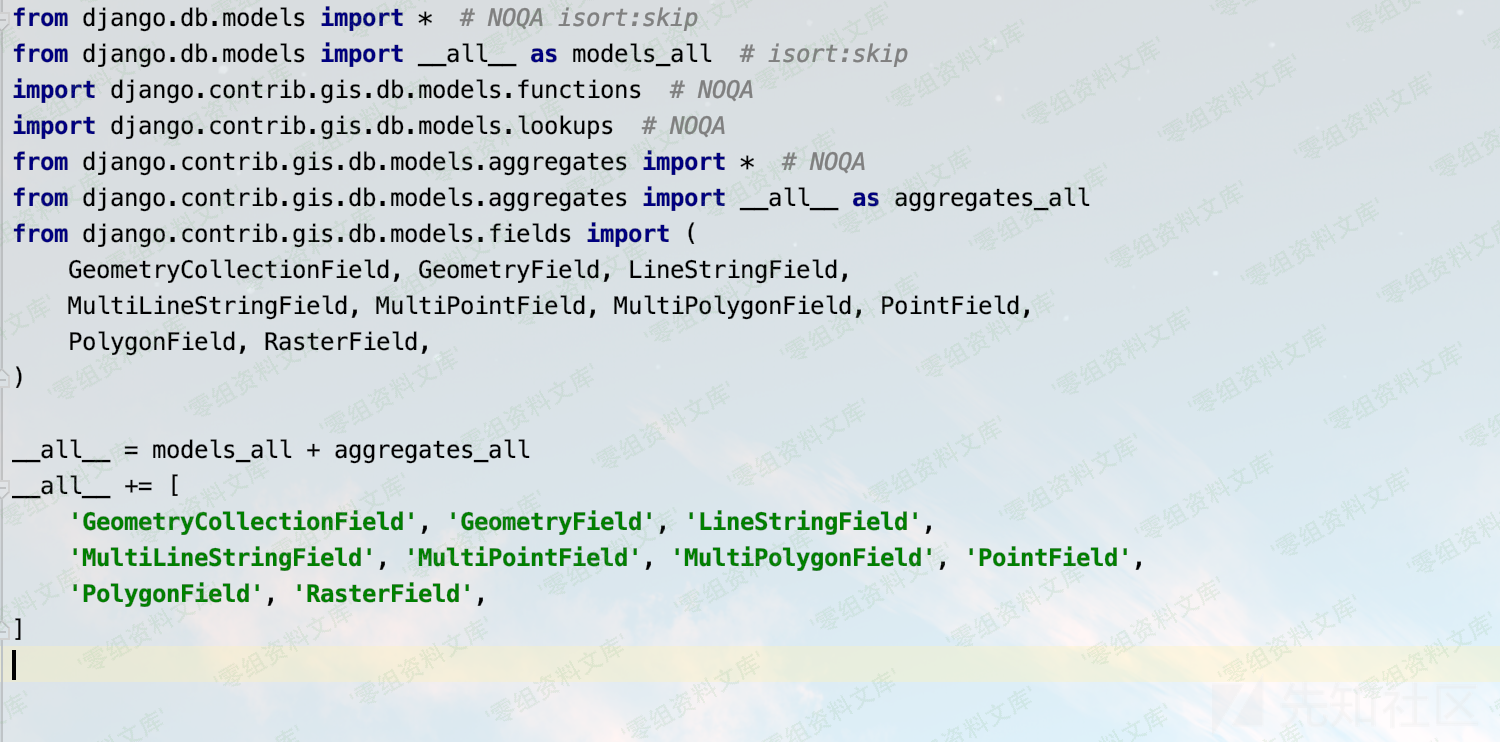 from django.db.models import *  # NOQA isort:skip
from django.db.models import __all__ as models_all  # isort:skip
import django.contrib.gis.db.models.functions  # NOQA
import django.contrib.gis.db.models.lookups  # NOQA
from django.contrib.gis.db.models.aggregates import *  # NOQA
from django.contrib.gis.db.models.aggregates import __all__ as aggregates_all
from django.contrib.gis.db.models.fields import (
    GeometryCollectionField, GeometryField, LineStringField,
    MultiLineStringField, MultiPointField, MultiPolygonField, PointField,
    PolygonField, RasterField,
)
__all__ = models_all + aggregates_all
__all__ += [
    'GeometryCollectionField', 'GeometryField', 'LineStringField',
    'MultiLineStringField', 'MultiPointField', 'MultiPolygonField', 'PointField',
    'PolygonField', 'RasterField',
]
'零组资料文库'
先知社区